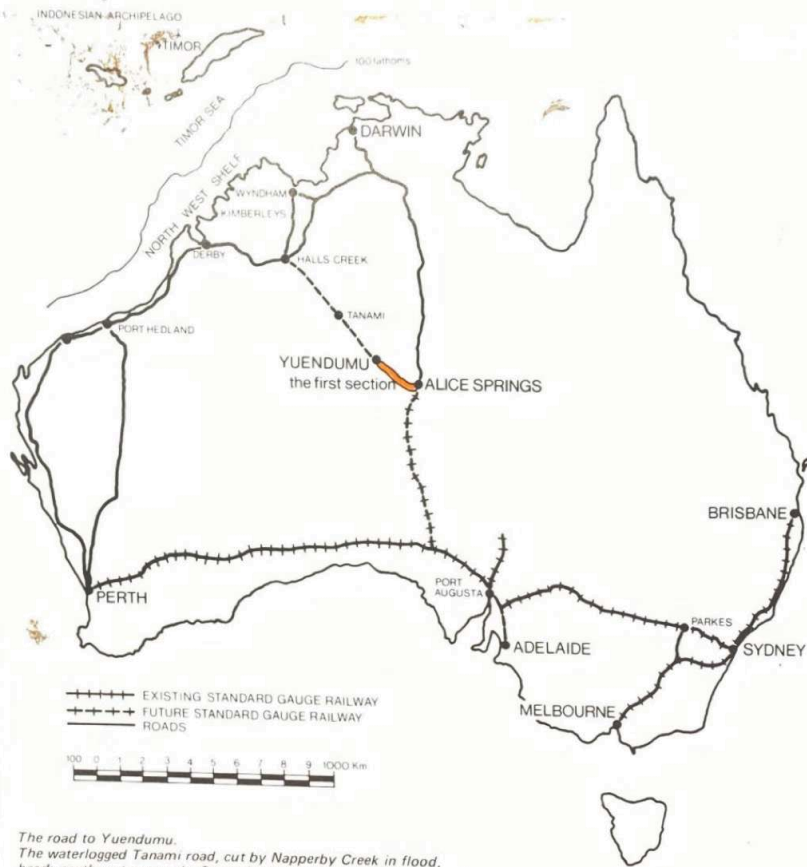 INDONESIAN ARCHIPELAGO
TIMOR
100 fathoms
TIMOR SEA
DARWIN
NORTH WEST SHELF
WYNDHAM
KIMBERLEYS
DERBY
HALLS CREEK
TANAMI
PORT HEDLAND
YUENDUMU
the first section
ALICE SPRINGS
BRISBANE
PERTH
PORT
AUGUSTA
PARKES
ADELAIDE
SYDNEY
MELBOURNE
EXISTING STANDARD GAUGE RAILWAY
FUTURE STANDARD GAUGE RAILWAY
ROADS
100 0 1 2 3 4 5 6 7 8 9 1000 Km
The road to Yuendumu.
The waterlogged Tanami road, cut by Napperby Creek in flood,